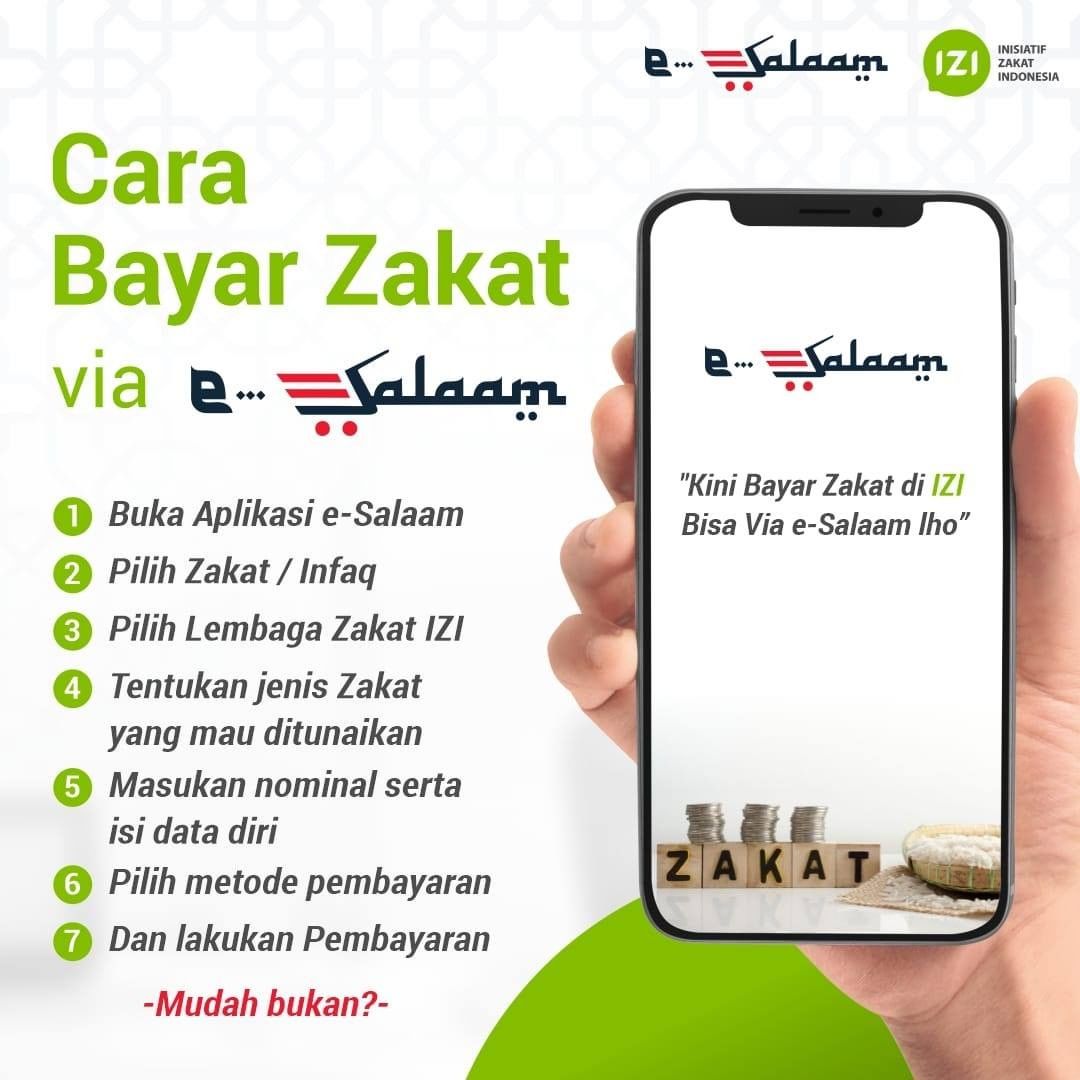 e... Salaam
IZI
INISIATIF
ZAKAT
INDONESIA
Cara
Bayar Zakat
via e... Salaam
1 Buka Aplikasi e-Salaam
2 Pilih Zakat / Infaq
3 Pilih Lembaga Zakat IZI
4 Tentukan jenis Zakat
yang mau ditunaikan
5 Masukan nominal serta
isi data diri
6 Pilih metode pembayaran
7 Dan lakukan Pembayaran
-Mudah bukan?-
e... Salaam
"Kini Bayar Zakat di IZI
Bisa Via e-Salaam lho”
ZAKAT